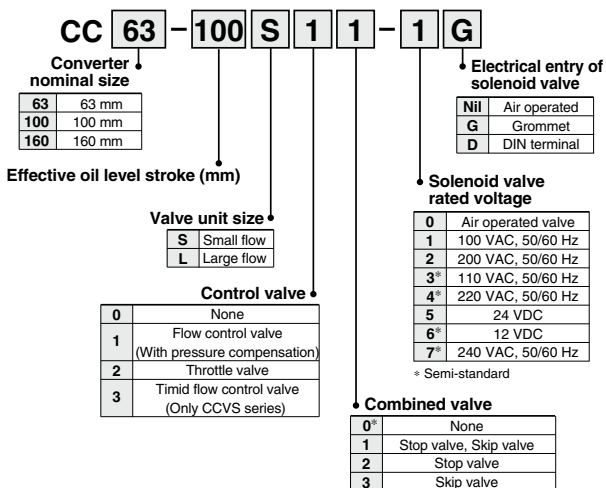 CC 63 – 100 S 1 1 – 1 G
Converter
nominal size
63 63 mm
100 100 mm
160 160 mm
Effective oil level stroke (mm)
Valve unit size
S Small flow
L Large flow
Control valve
0 None
1 Flow control valve
(With pressure compensation)
2 Throttle valve
3 Timid flow control valve
(Only CCVS series)
Electrical entry of
solenoid valve
Nil Air operated
G Grommet
D DIN terminal
Solenoid valve
rated voltage
0 Air operated valve
1 100 VAC, 50/60 Hz
2 200 VAC, 50/60 Hz
3* 110 VAC, 50/60 Hz
4* 220 VAC, 50/60 Hz
5 24 VDC
6* 12 VDC
7* 240 VAC, 50/60 Hz
* Semi-standard
Combined valve
0* None
1 Stop valve, Skip valve
2 Stop valve
3 Skip valve